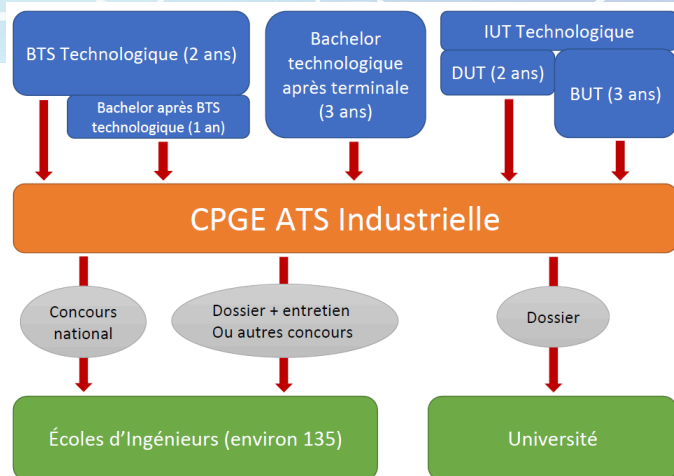 BTS Technologique (2 ans)
Bachelor après BTS
technologique (1 an)
Bachelor
technologique
après terminale
(3 ans)
IUT Technologique
DUT (2 ans)
BUT (3 ans)
CPGE ATS Industrielle
Concours
national
Dossier + entretien
Ou autres concours
Dossier
Écoles d'Ingénieurs (environ 135)
Université